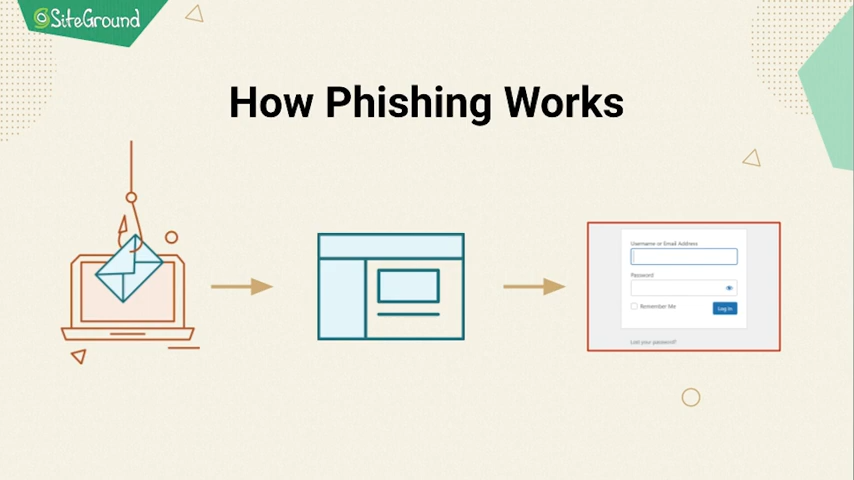 SiteGround
How Phishing Works
Username or Email Address
Password
Remember Me
Log In
Lost your password?